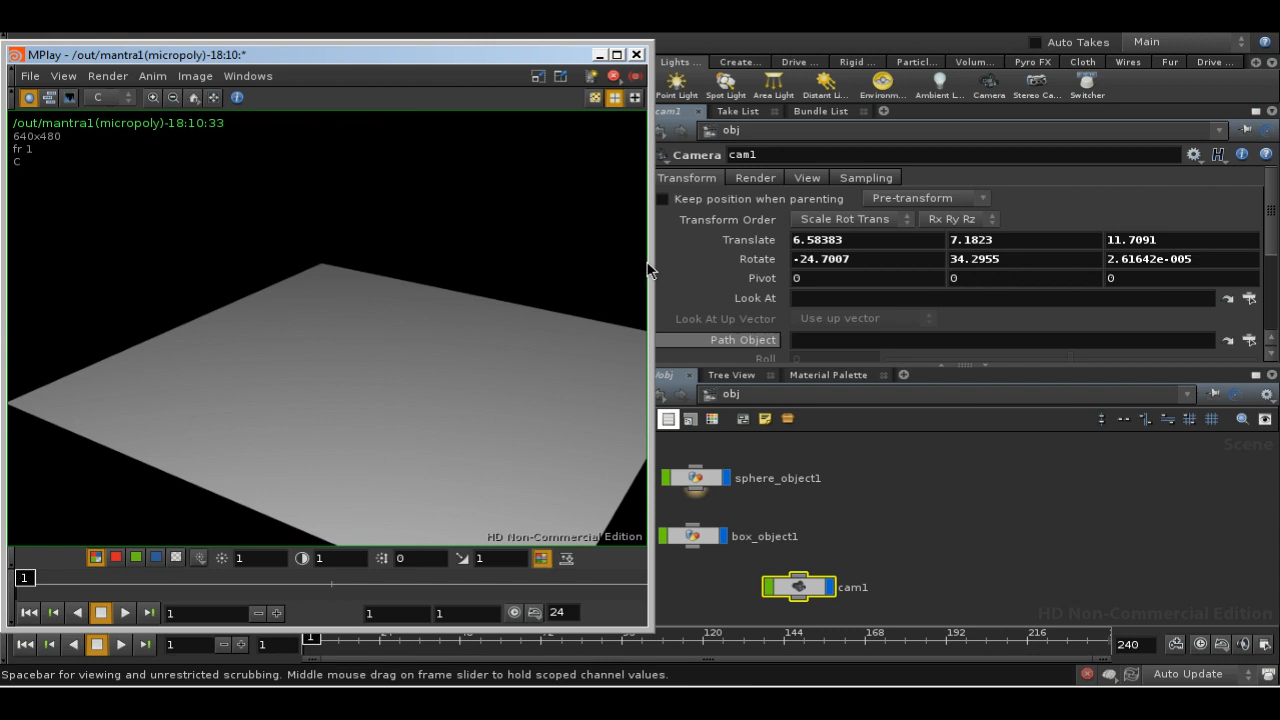 MPlay - /out/mantra1(micropoly)-18:10:*
File View Render Anim Image Windows
C
/out/mantra1(micropoly)-18:10:33
640x480
fr 1
C
HD Non-Commercial Edition
1 1 0 1
1
1 1 1 24
Auto Takes Main
Lights ... Create... Drive ... Rigid ... Particl... Volum... Pyro FX Cloth Wires Fur Drive ...
Point Light Spot Light Area Light Distant Li... Environm... Ambient L... Camera Stereo Ca... Switcher
cam1 Take List Bundle List
obj
Camera cam1
Transform Render View Sampling
Keep position when parenting Pre-transform
Transform Order Scale Rot Trans Rx Ry Rz
Translate 6.58383 7.1823 11.7091
Rotate -24.7007 34.2955 2.61642e-005
Pivot 0 0 0
Look At
Look At Up Vector Use up vector
Path Object
Roll 0
/obj Tree View Material Palette
obj
Scene
sphere_object1
box_object1
cam1
HD Non-Commercial Edition
1 1 1 120 144 168 192 216 240
Spacebar for viewing and unrestricted scrubbing. Middle mouse drag on frame slider to hold scoped channel values.
Auto Update